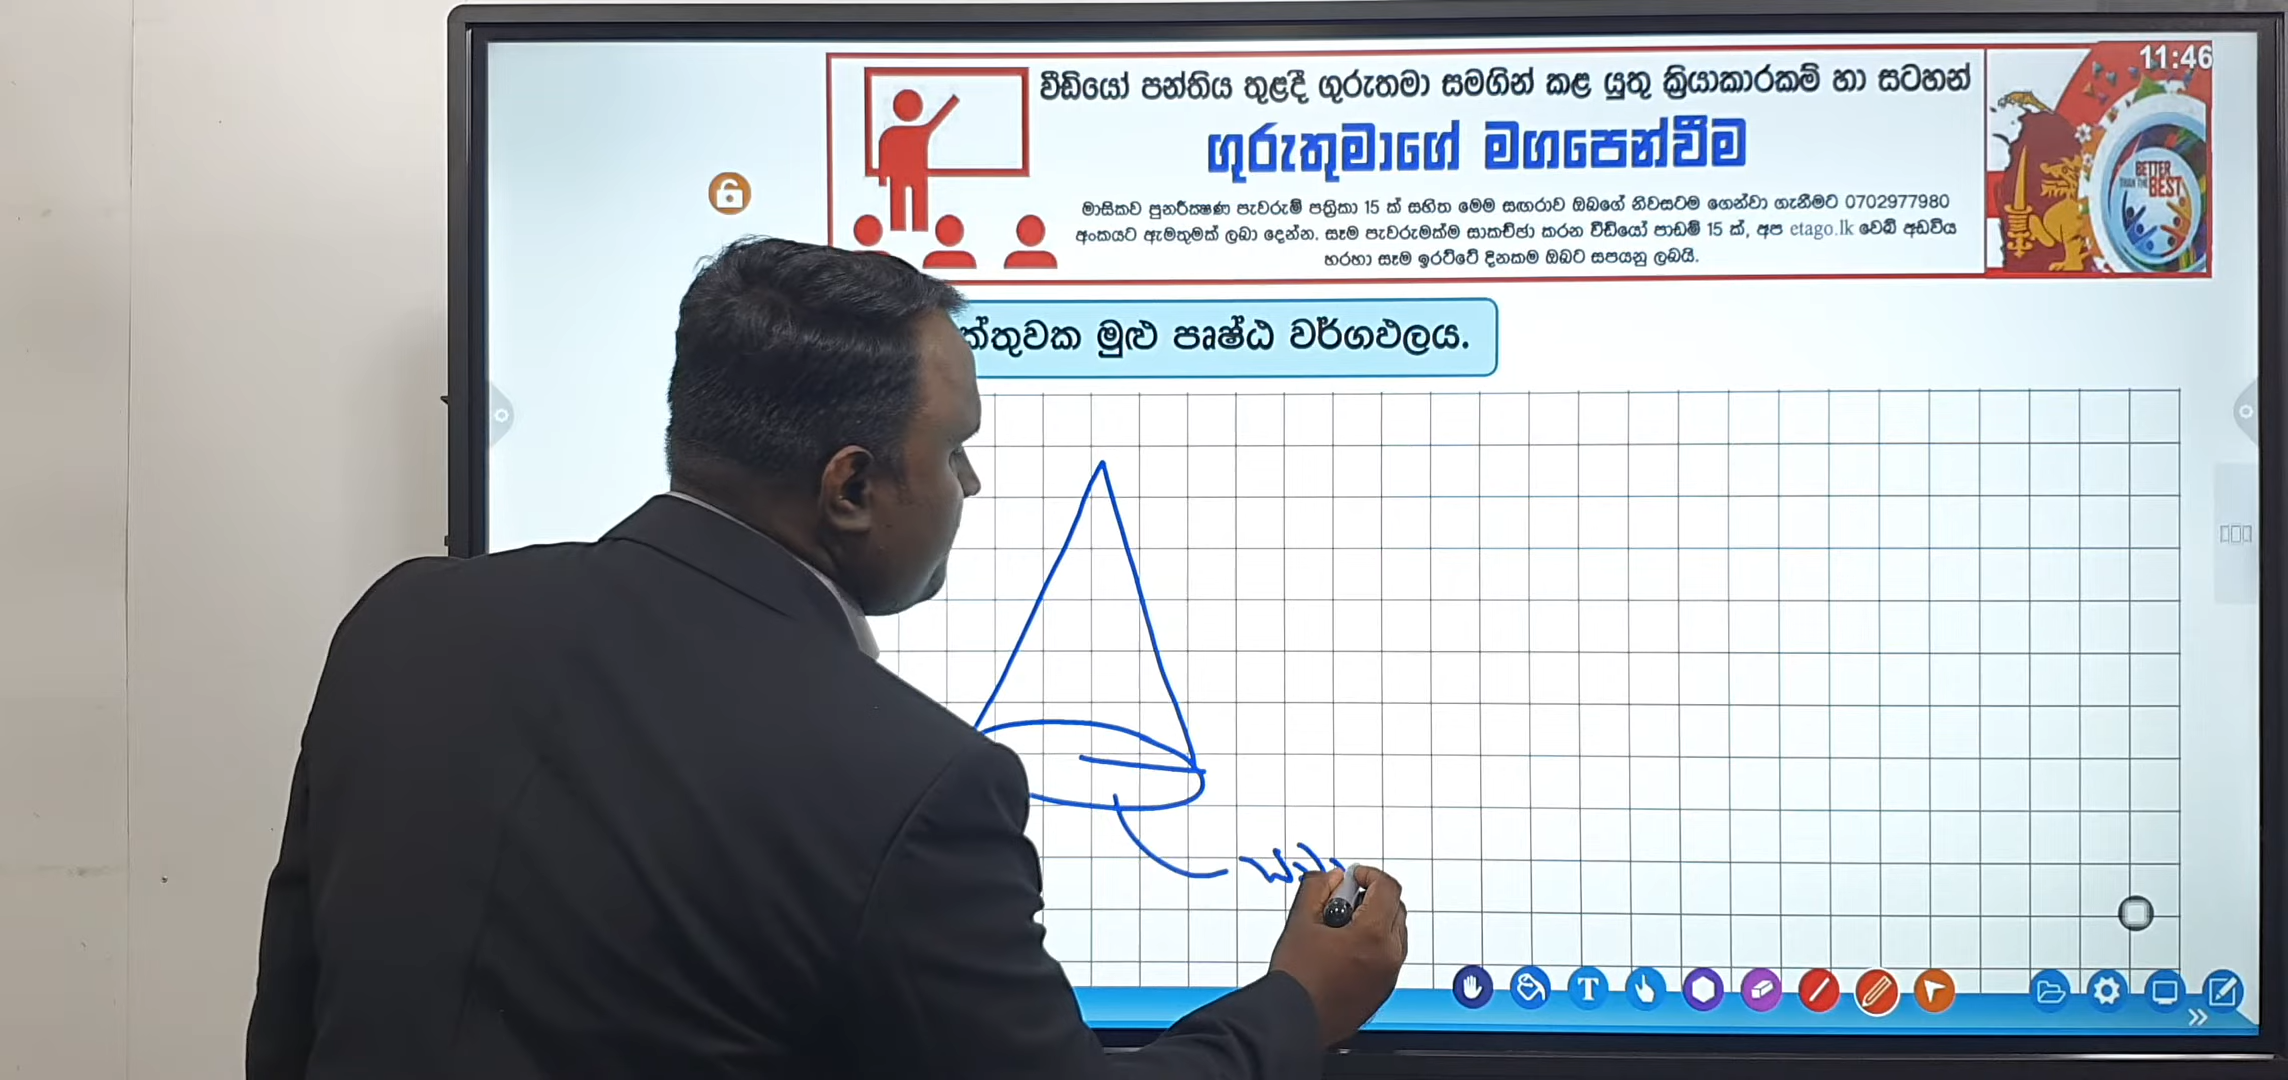 11:46
වීඩියෝ පන්තිය තුළදී ගුරුතමා සමගින් කළ යුතු ක්‍රියාකාරකම් හා සටහන්
ගුරුතුමාගේ මගපෙන්වීම
BETTER
THAN THE BEST
මාසිකව පුනරීක්ෂණ පැවරුම් පත්‍රිකා 15 ක් සහිත මෙම සඟරාව ඔබගේ නිවසටම ගෙන්වා ගැනීමට 0702977980
අංකයට ඇමතුමක් ලබා දෙන්න. සෑම පැවරුමක්ම සාකච්ඡා කරන වීඩියෝ පාඩම් 15 ක්, අප etago.lk වෙබ් අඩවිය
හරහා සෑම ඉරට්ටේ දිනකම ඔබට සපයනු ලබයි.
ක්තුවක මුළු පෘෂ්ඨ වර්ගඵලය.
T